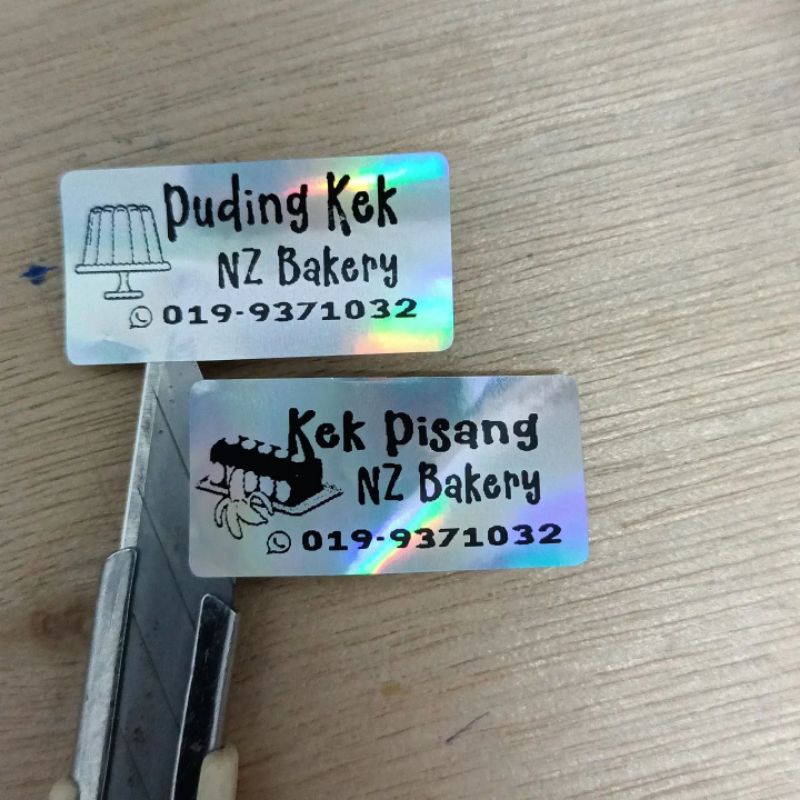 Puding Kek
NZ Bakery
019-9371032
Kek Pisang
NZ Bakery
019-9371032